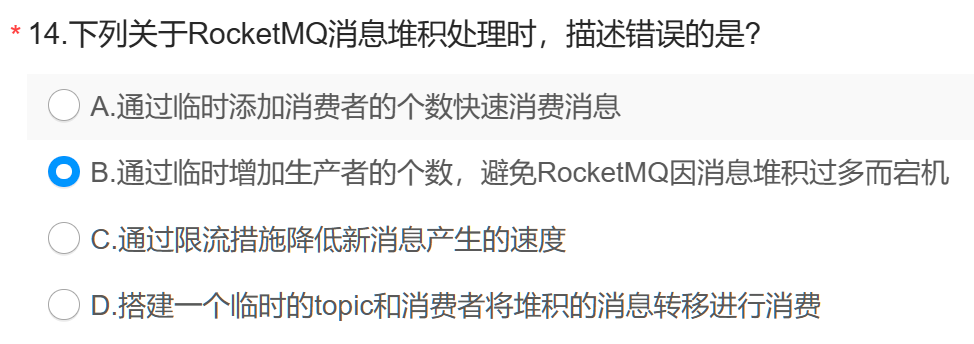 * 14.下列关于RocketMQ消息堆积处理时，描述错误的是?
A.通过临时添加消费者的个数快速消费消息
B.通过临时增加生产者的个数，避免RocketMQ因消息堆积过多而宕机
C.通过限流措施降低新消息产生的速度
D.搭建一个临时的topic和消费者将堆积的消息转移进行消费